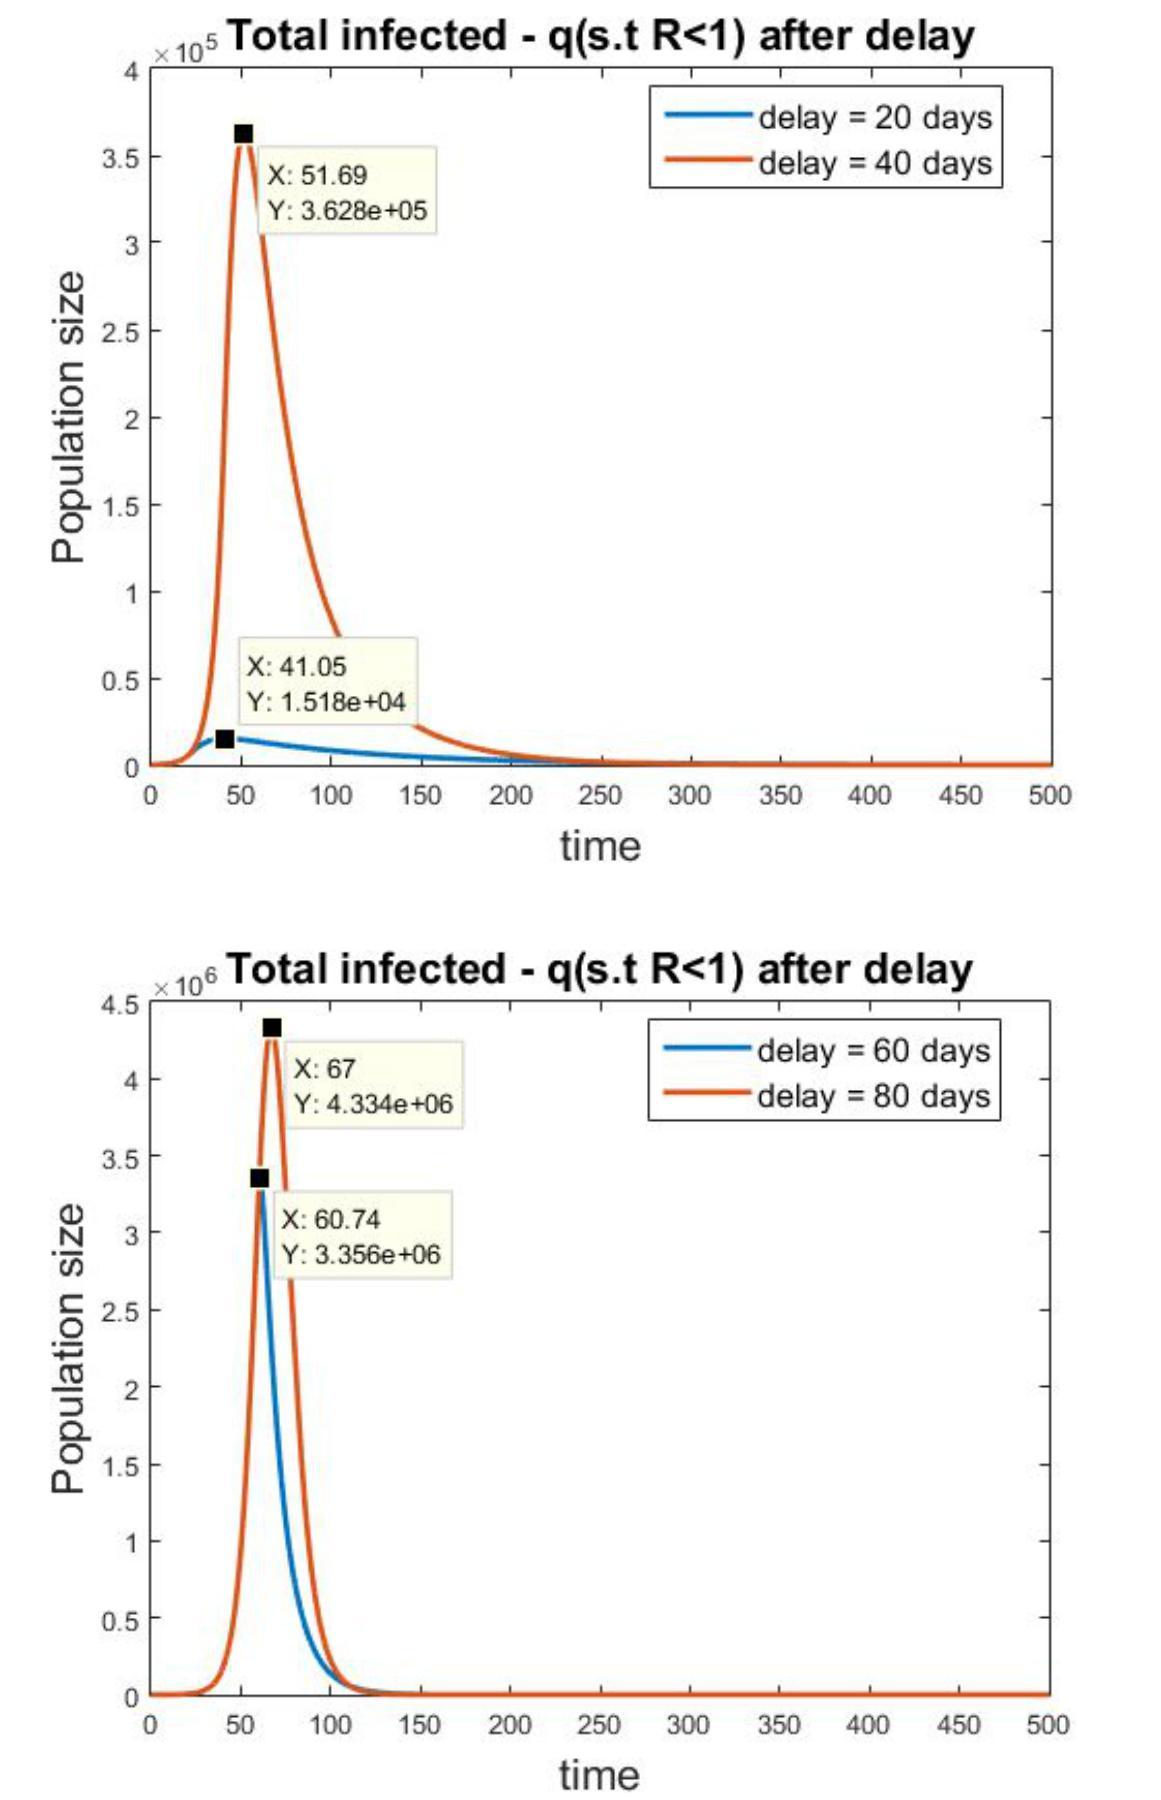 Total infected - q(s.t R<1) after delay
×10^5
4
3.5
3
2.5
2
1.5
1
0.5
0
Population size
delay = 20 days
delay = 40 days
X: 51.69
Y: 3.628e+05
X: 41.05
Y: 1.518e+04
0 50 100 150 200 250 300 350 400 450 500
time
Total infected - q(s.t R<1) after delay
×10^6
4.5
4
3.5
3
2.5
2
1.5
1
0.5
0
Population size
delay = 60 days
delay = 80 days
X: 67
Y: 4.334e+06
X: 60.74
Y: 3.356e+06
0 50 100 150 200 250 300 350 400 450 500
time